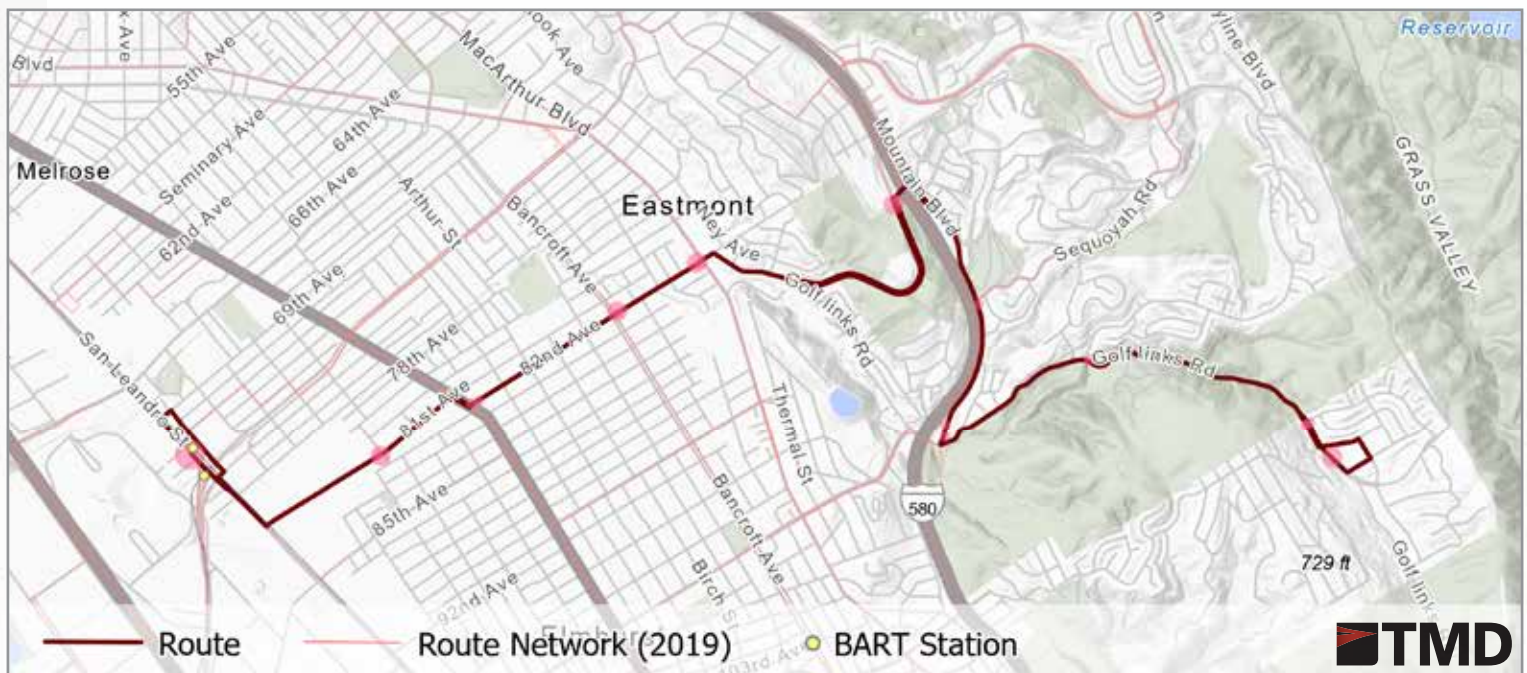 Reservoir
Blvd
55th Ave
MacArthur Blvd
64th Ave
Seminary Ave
Melrose
66th Ave
62nd Ave
Arthur St
Bancroft Ave
Eastmont
Ney Ave
Mountain Blvd
Sequoyah Rd
GRASS VALLEY
69th Ave
Golf links Rd
San Leandro St
78th Ave
82nd Ave
81st Ave
Golf links Rd
Thermal St
85th Ave
Bancroft Ave
580
729 ft
Birch S
92nd Ave
Golf links
Route
Route Network (2019)
BART Station
TMD